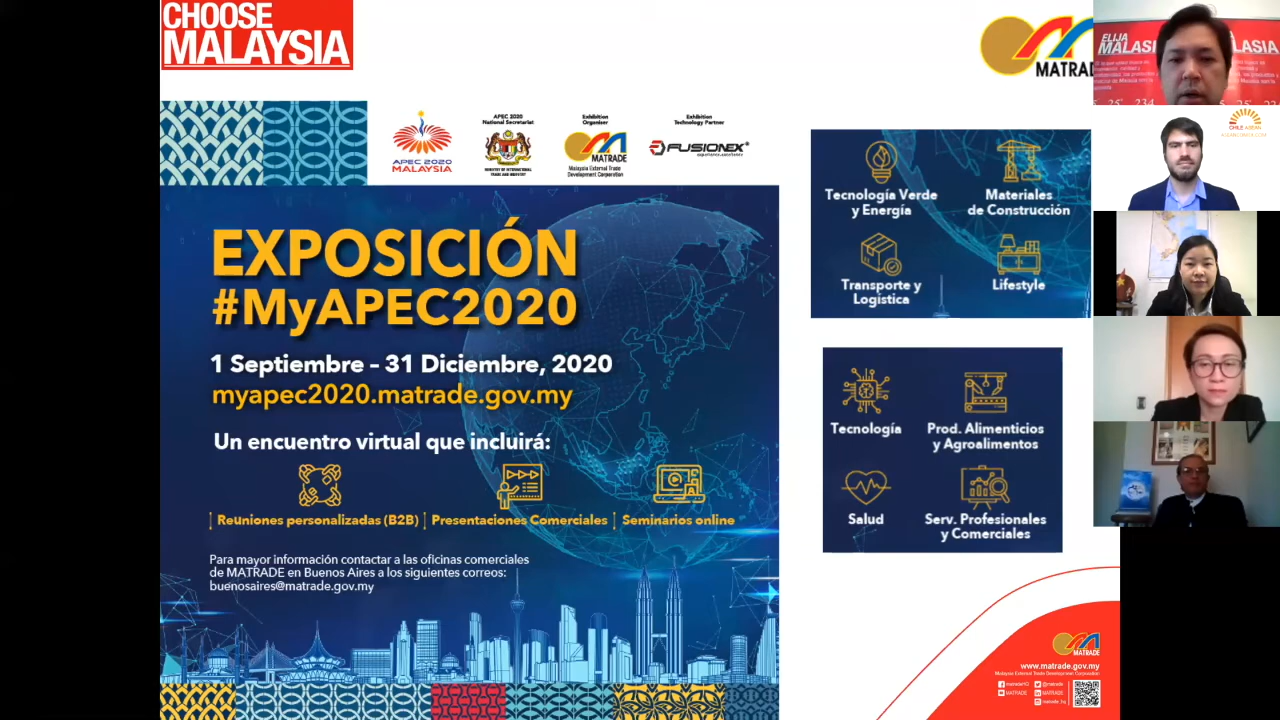 CHOOSE
MALAYSIA
MATRADE
APEC 2020
MALAYSIA
APEC 2020
National Secretariat
MINISTRY OF INTERNATIONAL
TRADE AND INDUSTRY
Exhibition
Organiser
MATRADE
Malaysia External Trade
Development Corporation
Exhibition
Technology Partner
FUSIONEX
EXPOSICIÓN
#MyAPEC2020
1 Septiembre – 31 Diciembre, 2020
myapec2020.matrade.gov.my
Un encuentro virtual que incluirá:
Reuniones personalizadas (B2B)
Presentaciones Comerciales
Seminarios online
Para mayor información contactar a las oficinas comerciales
de MATRADE en Buenos Aires a los siguientes correos:
buenosaires@matrade.gov.my
Tecnología Verde
y Energía
Materiales
de Construcción
Transporte y
Logística
Lifestyle
Tecnología
Prod. Alimenticios
y Agroalimentos
Salud
Serv. Profesionales
y Comerciales
ELIJA
MALASI
LASIA
CHILE ASEAN
MATRADE
www.matrade.gov.my
Malaysia External Trade Development Corporation
MATRADE
MATRADE